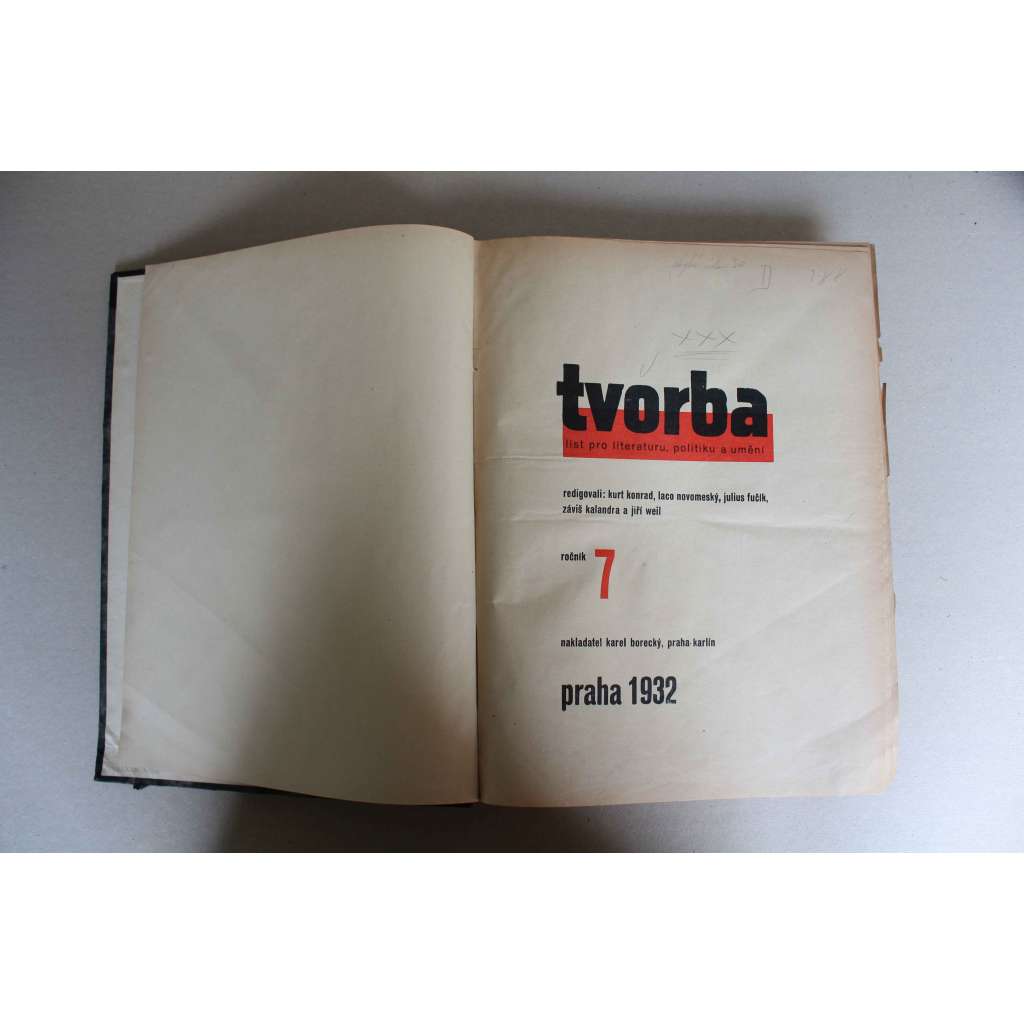 xxx
tvorba
list pro literaturu, politiku a umění
redigovali: kurt konrad, laco novomeský, julius fučík,
záviš kalandra a jiří weil
ročník 7
nakladatel karel borecký, praha-karlín
praha 1932